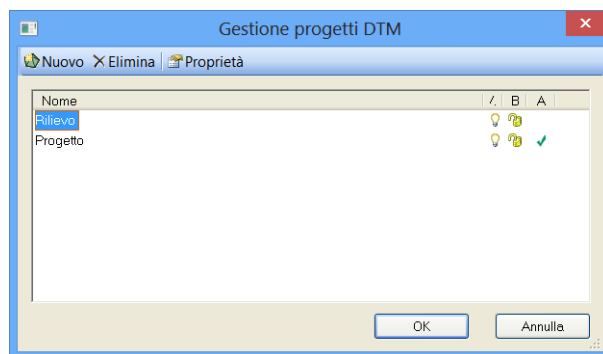 Gestione progetti DTM
Nuovo Elimina Proprietà
Nome /. B A
Rilievo
Progetto
OK Annulla